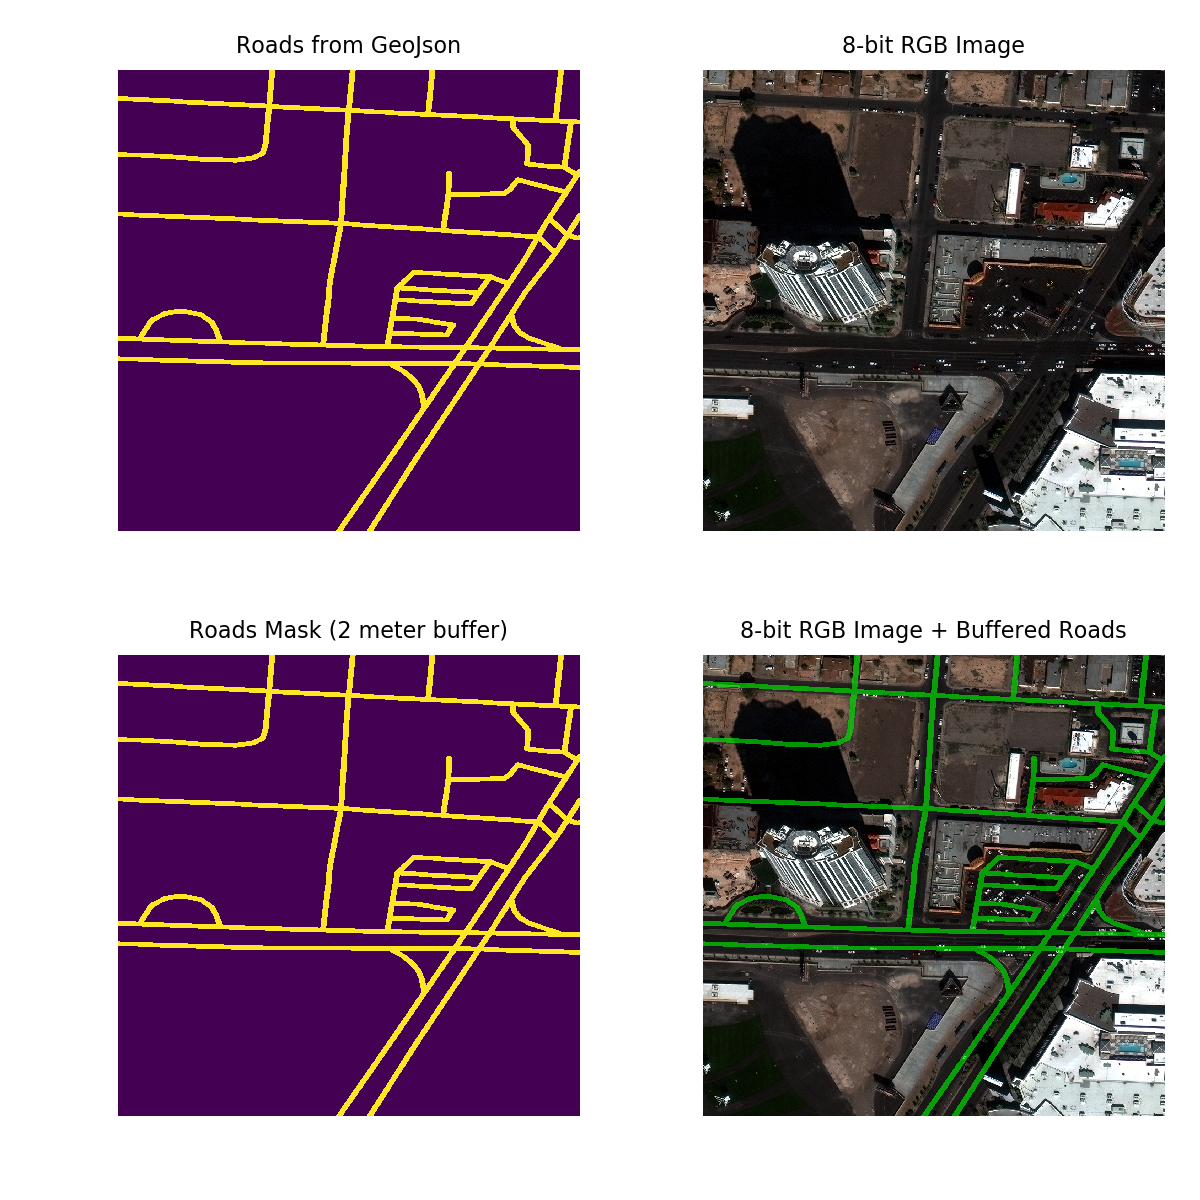 Roads from GeoJson
8-bit RGB Image
Roads Mask (2 meter buffer)
8-bit RGB Image + Buffered Roads